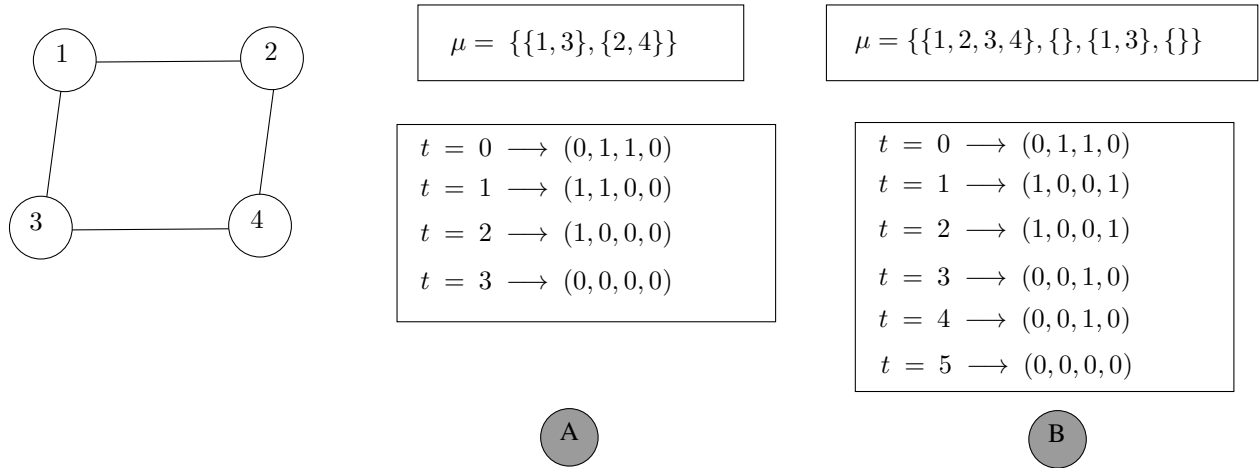 1
2
3
4
μ = {{1, 3}, {2, 4}}
t = 0 ⟶ (0, 1, 1, 0)
t = 1 ⟶ (1, 1, 0, 0)
t = 2 ⟶ (1, 0, 0, 0)
t = 3 ⟶ (0, 0, 0, 0)
A
μ = {{1, 2, 3, 4}, {}, {1, 3}, {}}
t = 0 ⟶ (0, 1, 1, 0)
t = 1 ⟶ (1, 0, 0, 1)
t = 2 ⟶ (1, 0, 0, 1)
t = 3 ⟶ (0, 0, 1, 0)
t = 4 ⟶ (0, 0, 1, 0)
t = 5 ⟶ (0, 0, 0, 0)
B